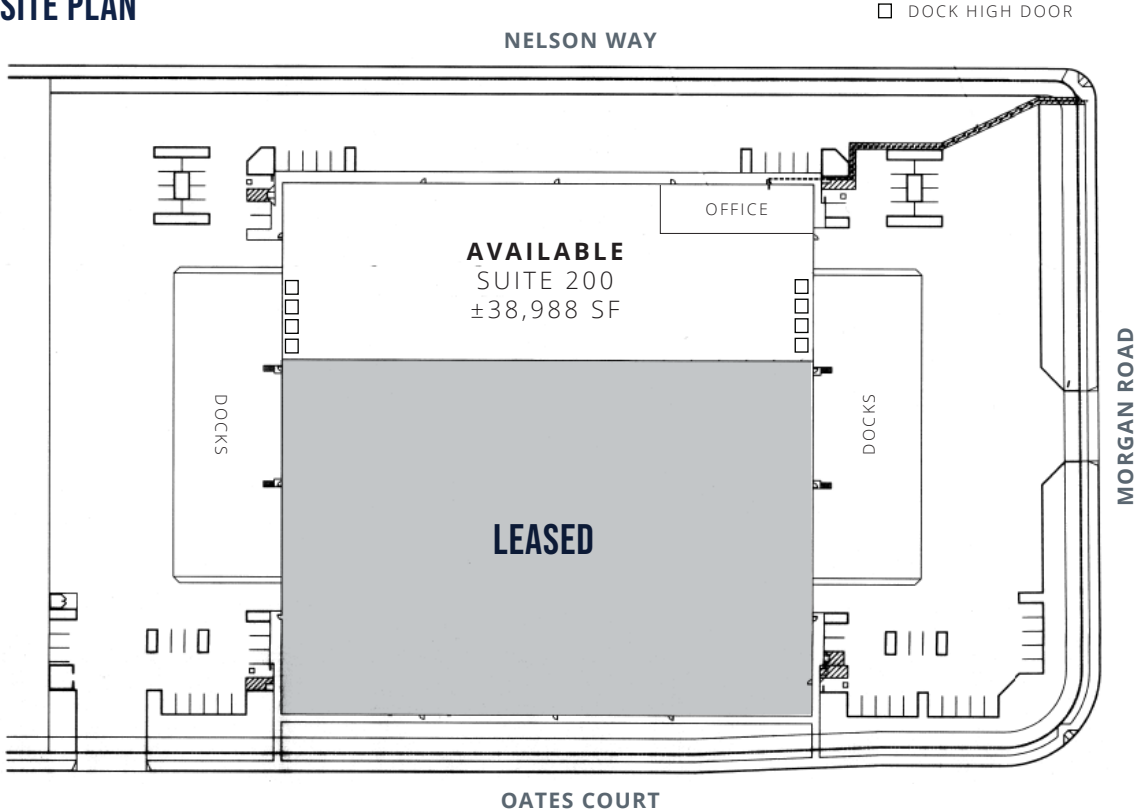 SITE PLAN
DOCK HIGH DOOR
NELSON WAY
OFFICE
AVAILABLE
SUITE 200
±38,988 SF
DOCKS
DOCKS
MORGAN ROAD
LEASED
OATES COURT